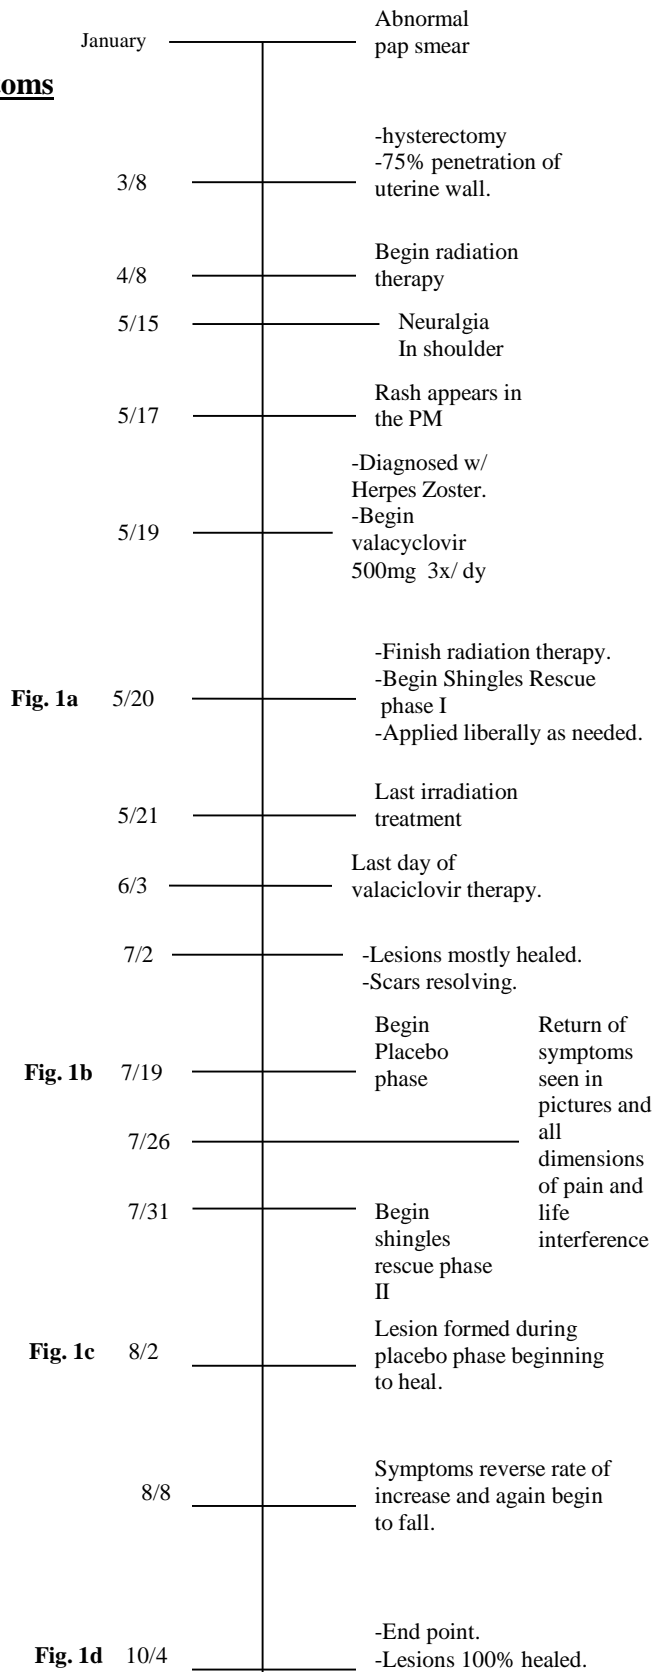 January
Abnormal
pap smear
oms
3/8
-hysterectomy
-75% penetration of
uterine wall.
4/8
Begin radiation
therapy
5/15
Neuralgia
In shoulder
5/17
Rash appears in
the PM
5/19
-Diagnosed w/
Herpes Zoster.
-Begin
valacyclovir
500mg 3x/ dy
Fig. 1a 5/20
-Finish radiation therapy.
-Begin Shingles Rescue
phase I
-Applied liberally as needed.
5/21
Last irradiation
treatment
6/3
Last day of
valaciclovir therapy.
7/2
-Lesions mostly healed.
-Scars resolving.
Fig. 1b 7/19
Begin
Placebo
phase
7/26
Return of
symptoms
seen in
pictures and
all
dimensions
of pain and
life
interference
7/31
Begin
shingles
rescue phase
II
Fig. 1c 8/2
Lesion formed during
placebo phase beginning
to heal.
8/8
Symptoms reverse rate of
increase and again begin
to fall.
Fig. 1d 10/4
-End point.
-Lesions 100% healed.